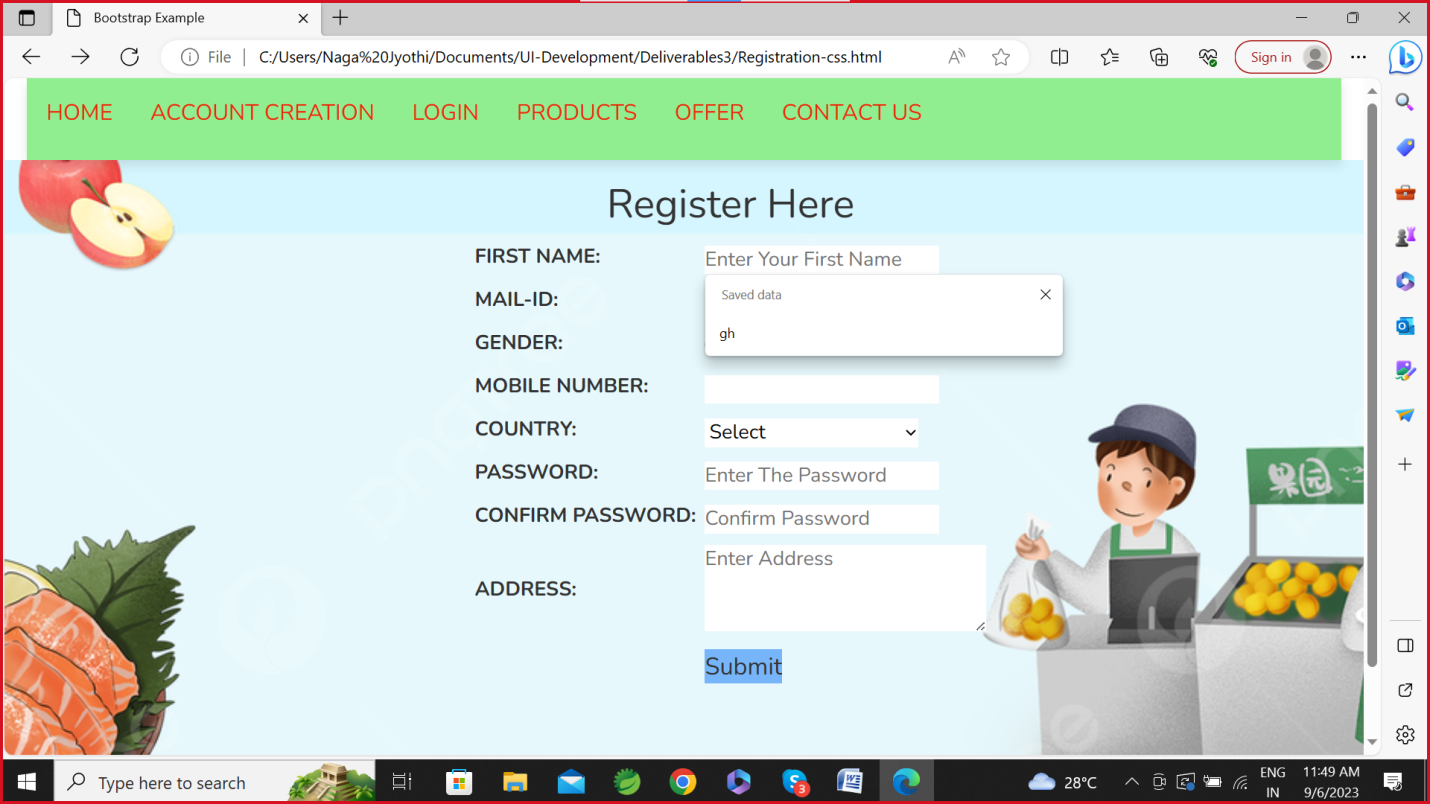 Bootstrap Example
File
C:/Users/Naga%20Jyothi/Documents/UI-Development/Deliverables3/Registration-css.html
Sign in
HOME ACCOUNT CREATION LOGIN PRODUCTS OFFER CONTACT US
Register Here
FIRST NAME: Enter Your First Name
Saved data
MAIL-ID:
gh
GENDER:
MOBILE NUMBER:
COUNTRY: Select
PASSWORD: Enter The Password
CONFIRM PASSWORD: Confirm Password
Enter Address
ADDRESS:
Submit
果园
Type here to search
3
28°C
ENG
IN
11:49 AM
9/6/2023